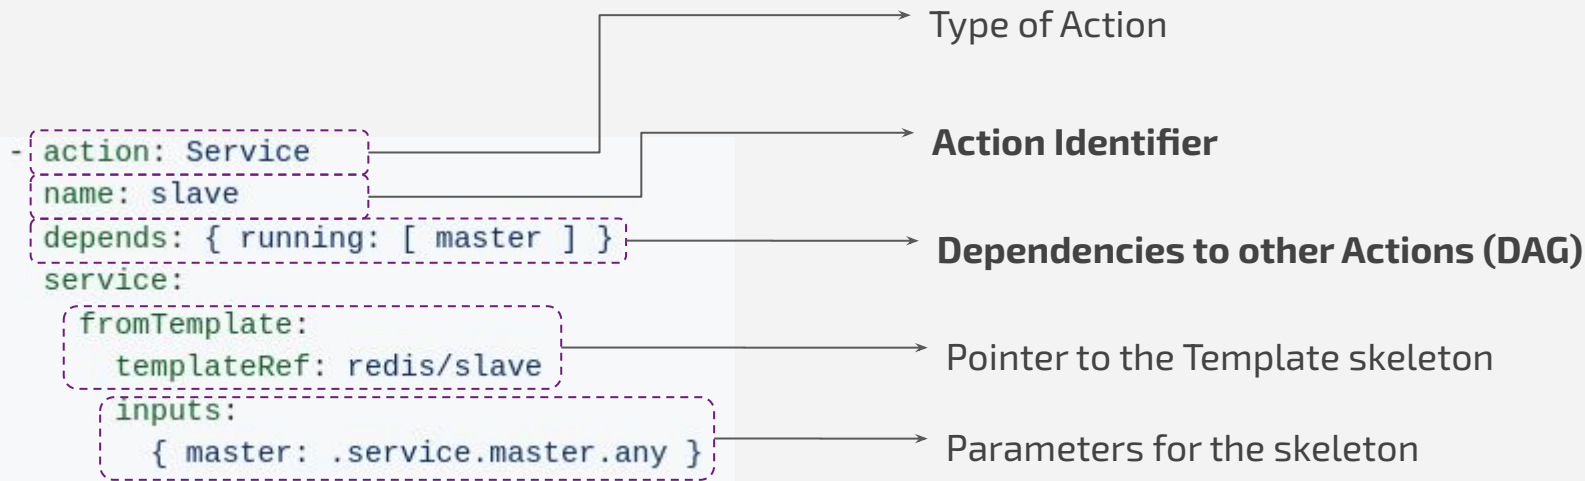 Type of Action
Action Identifier
- action: Service
name: slave
depends: { running: [ master ] }
Dependencies to other Actions (DAG)
service:
fromTemplate:
templateRef: redis/slave
Pointer to the Template skeleton
inputs:
{ master: .service.master.any }
Parameters for the skeleton